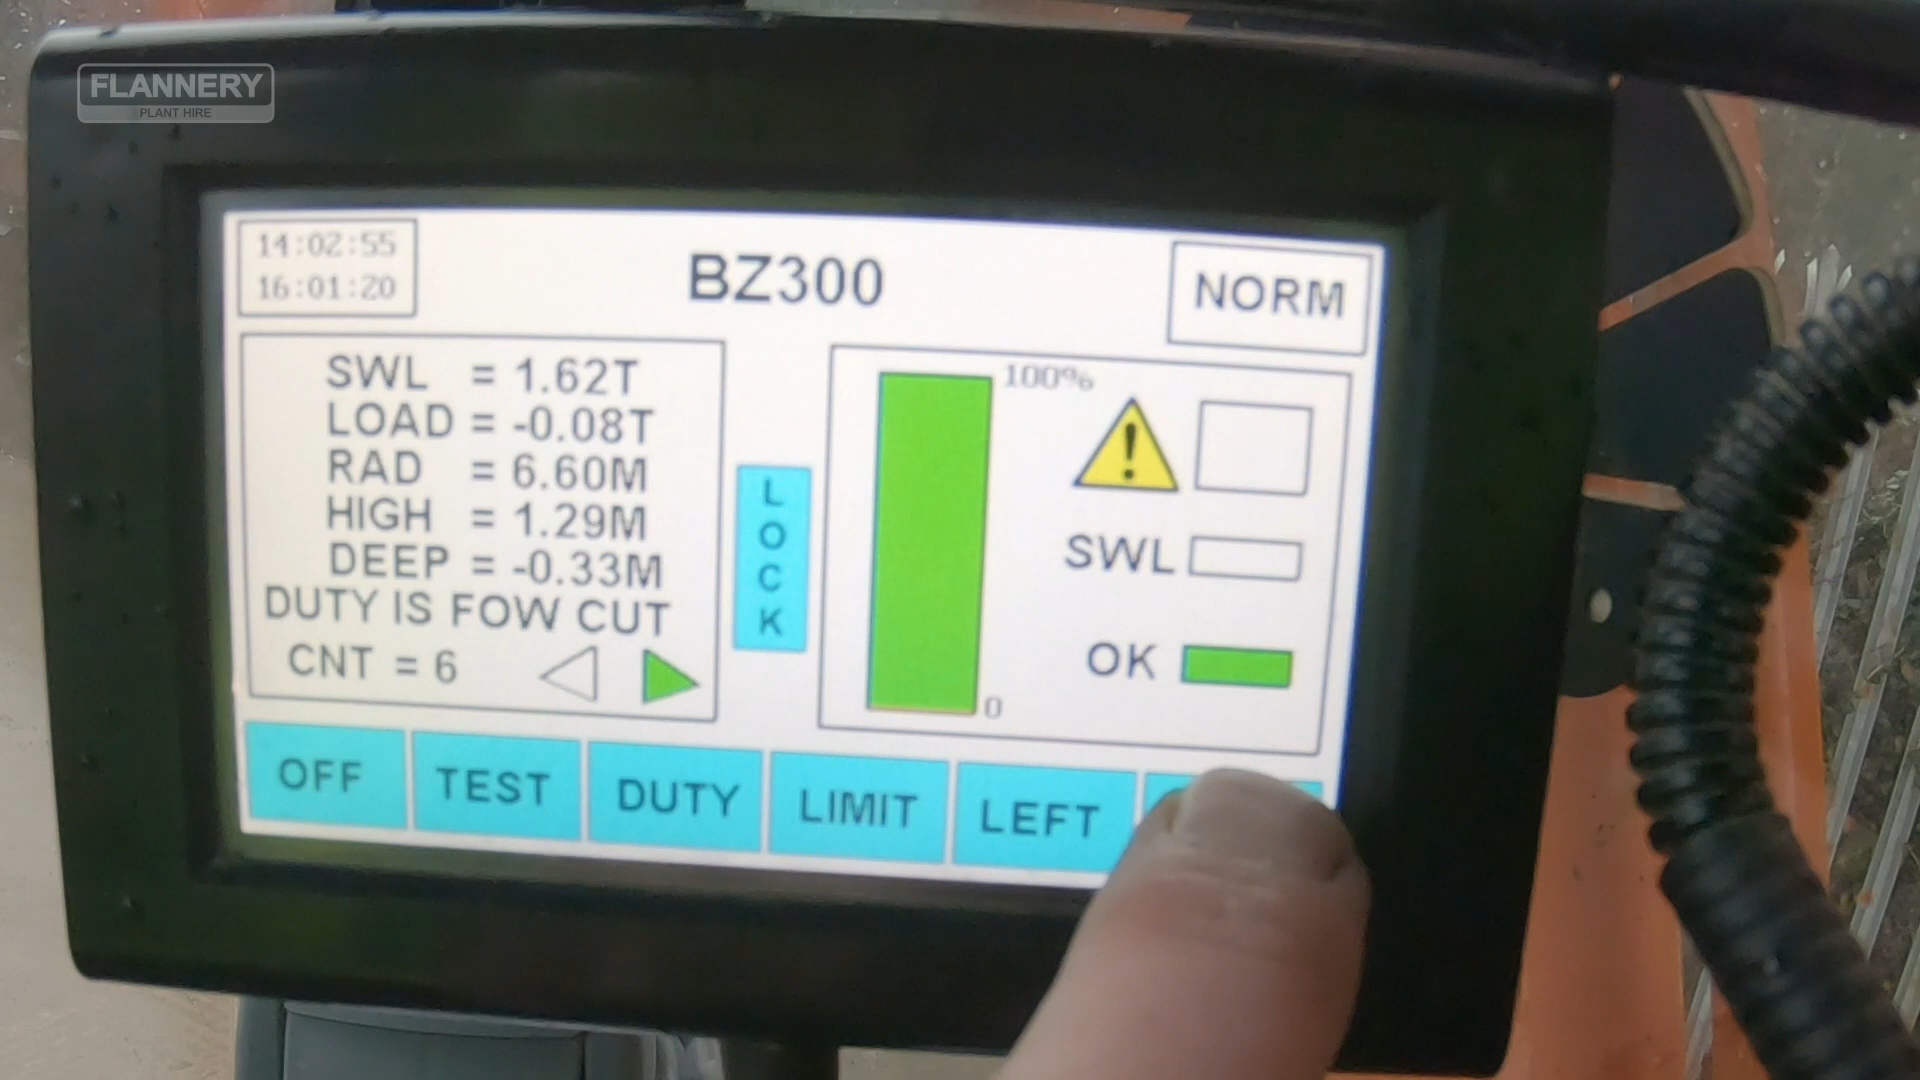 FLANNERY
PLANT HIRE
14:02:55
16:01:20
BZ300
NORM
SWL = 1.62T
LOAD = -0.08T
RAD = 6.60M
HIGH = 1.29M
DEEP = -0.33M
DUTY IS FOW CUT
CNT = 6
LOCK
100%
!
SWL
OK
0
OFF TEST DUTY LIMIT LEFT